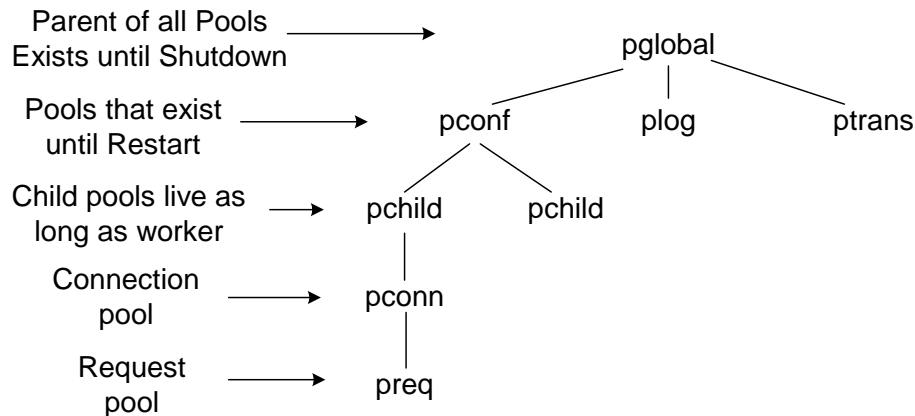 Parent of all Pools
Exists until Shutdown
pglobal
Pools that exist
until Restart
pconf
plog
ptrans
Child pools live as
long as worker
pchild
pchild
Connection
pool
pconn
Request
pool
preq